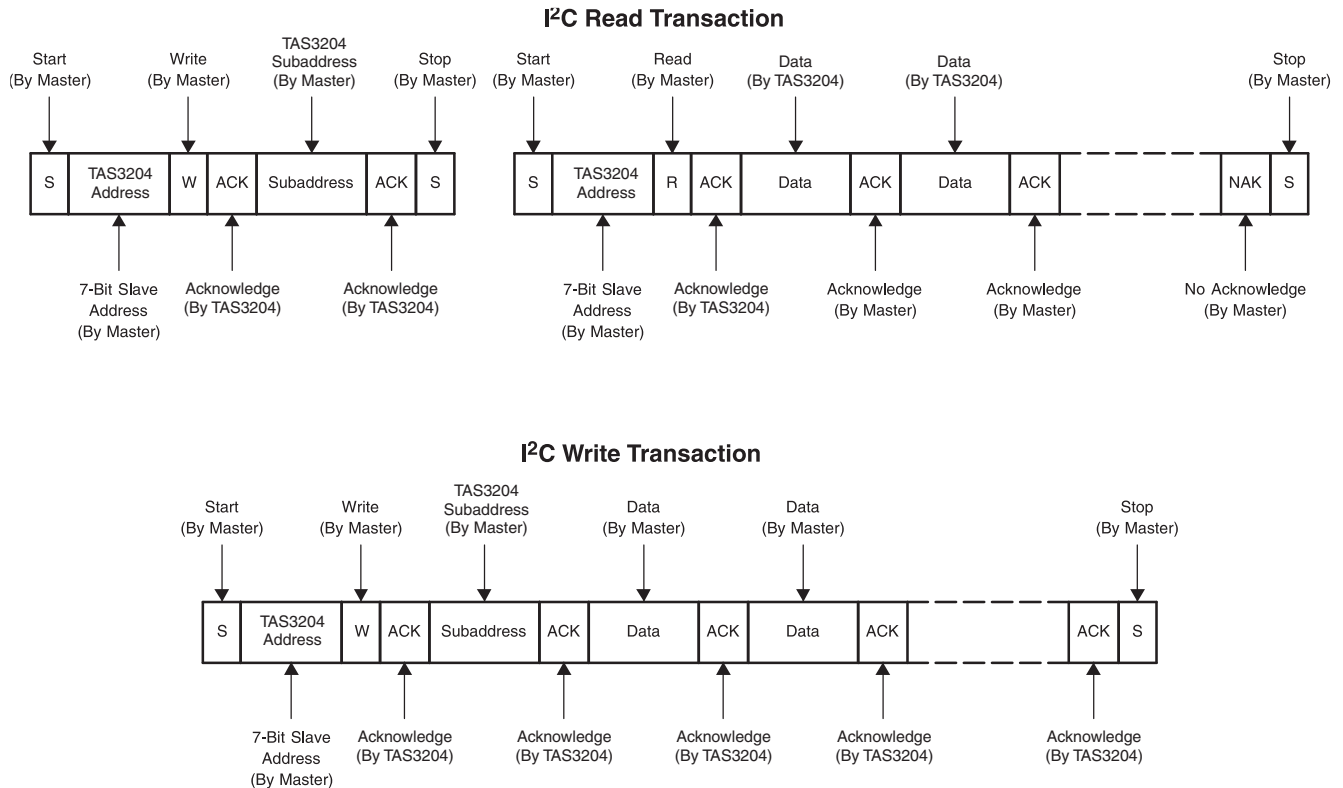 I²C Read Transaction
Start
(By Master)
Write
(By Master)
TAS3204
Subaddress
(By Master)
Stop
(By Master)
Start
(By Master)
Read
(By Master)
Data
(By TAS3204)
Data
(By TAS3204)
Stop
(By Master)
S
TAS3204
Address
W
ACK
Subaddress
ACK
S
S
TAS3204
Address
R
ACK
Data
ACK
Data
ACK
NAK
S
7-Bit Slave
Address
(By Master)
Acknowledge
(By TAS3204)
Acknowledge
(By TAS3204)
7-Bit Slave
Address
(By Master)
Acknowledge
(By TAS3204)
Acknowledge
(By Master)
Acknowledge
(By Master)
No Acknowledge
(By Master)
I²C Write Transaction
Start
(By Master)
Write
(By Master)
TAS3204
Subaddress
(By Master)
Data
(By Master)
Data
(By Master)
Stop
(By Master)
S
TAS3204
Address
W
ACK
Subaddress
ACK
Data
ACK
Data
ACK
ACK
S
7-Bit Slave
Address
(By Master)
Acknowledge
(By TAS3204)
Acknowledge
(By TAS3204)
Acknowledge
(By TAS3204)
Acknowledge
(By TAS3204)
Acknowledge
(By TAS3204)